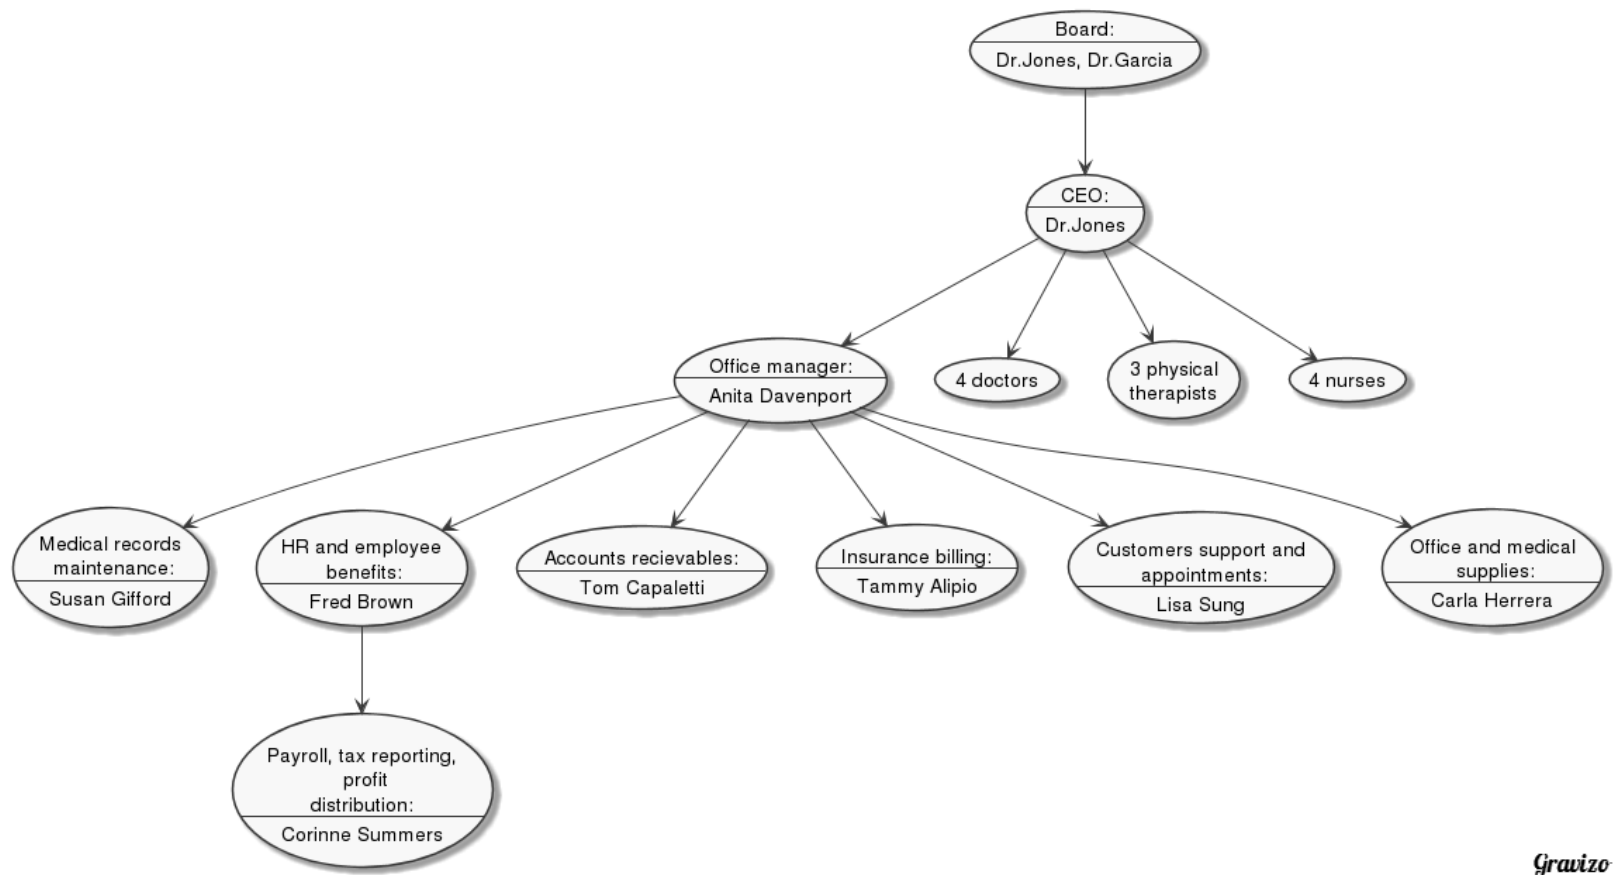 Board:
Dr.Jones, Dr.Garcia
CEO:
Dr.Jones
Office manager:
Anita Davenport
4 doctors
3 physical
therapists
4 nurses
Medical records
maintenance:
Susan Gifford
HR and employee
benefits:
Fred Brown
Accounts recievables:
Tom Capaletti
Insurance billing:
Tammy Alipio
Customers support and
appointments:
Lisa Sung
Office and medical
supplies:
Carla Herrera
Payroll, tax reporting,
profit
distribution:
Corinne Summers
Gravizo